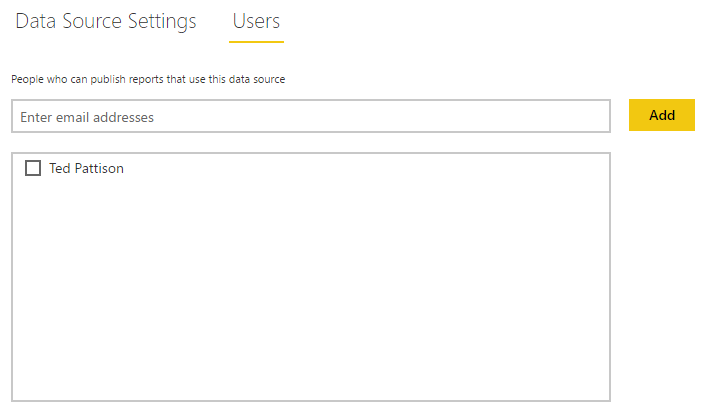 Data Source Settings Users
People who can publish reports that use this data source
Enter email addresses
Add
Ted Pattison